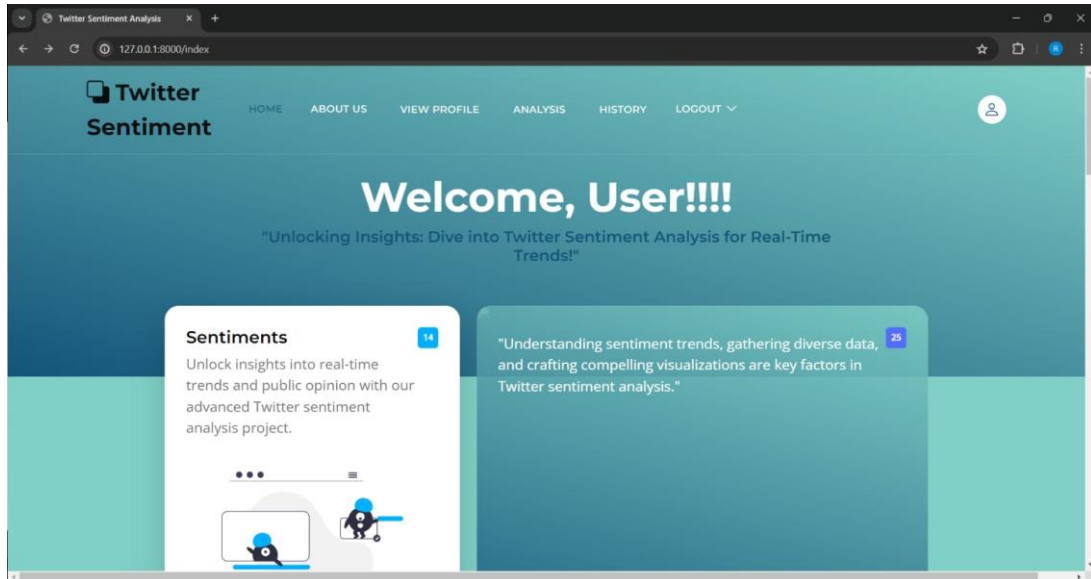 Twitter Sentiment Analysis
127.0.0.1:8000/index
R
Twitter
Sentiment
HOME ABOUT US VIEW PROFILE ANALYSIS HISTORY LOGOUT
Welcome, User!!!!
"Unlocking Insights: Dive into Twitter Sentiment Analysis for Real-Time
Trends!"
Sentiments
14
Unlock insights into real-time
trends and public opinion with our
advanced Twitter sentiment
analysis project.
"Understanding sentiment trends, gathering diverse data,
25
and crafting compelling visualizations are key factors in
Twitter sentiment analysis."